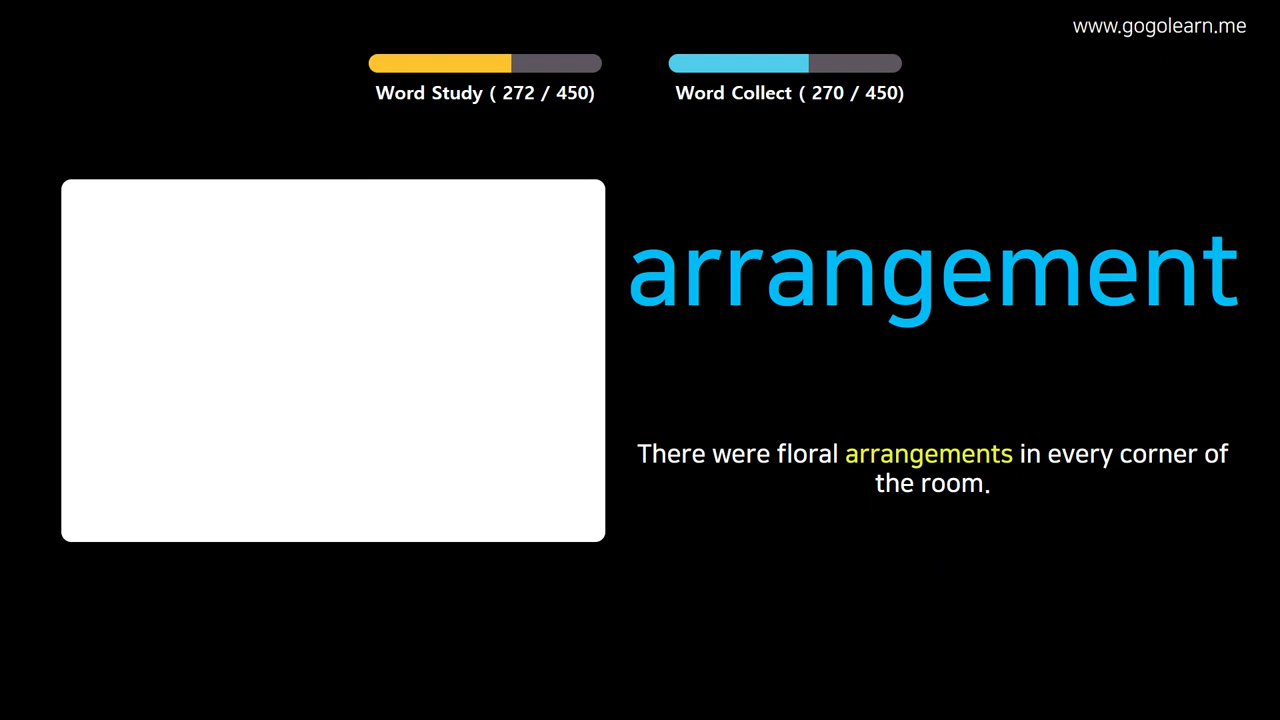 www.gogolearn.me
Word Study ( 272 / 450)
Word Collect ( 270 / 450)
arrangement
There were floral arrangements in every corner of
the room.